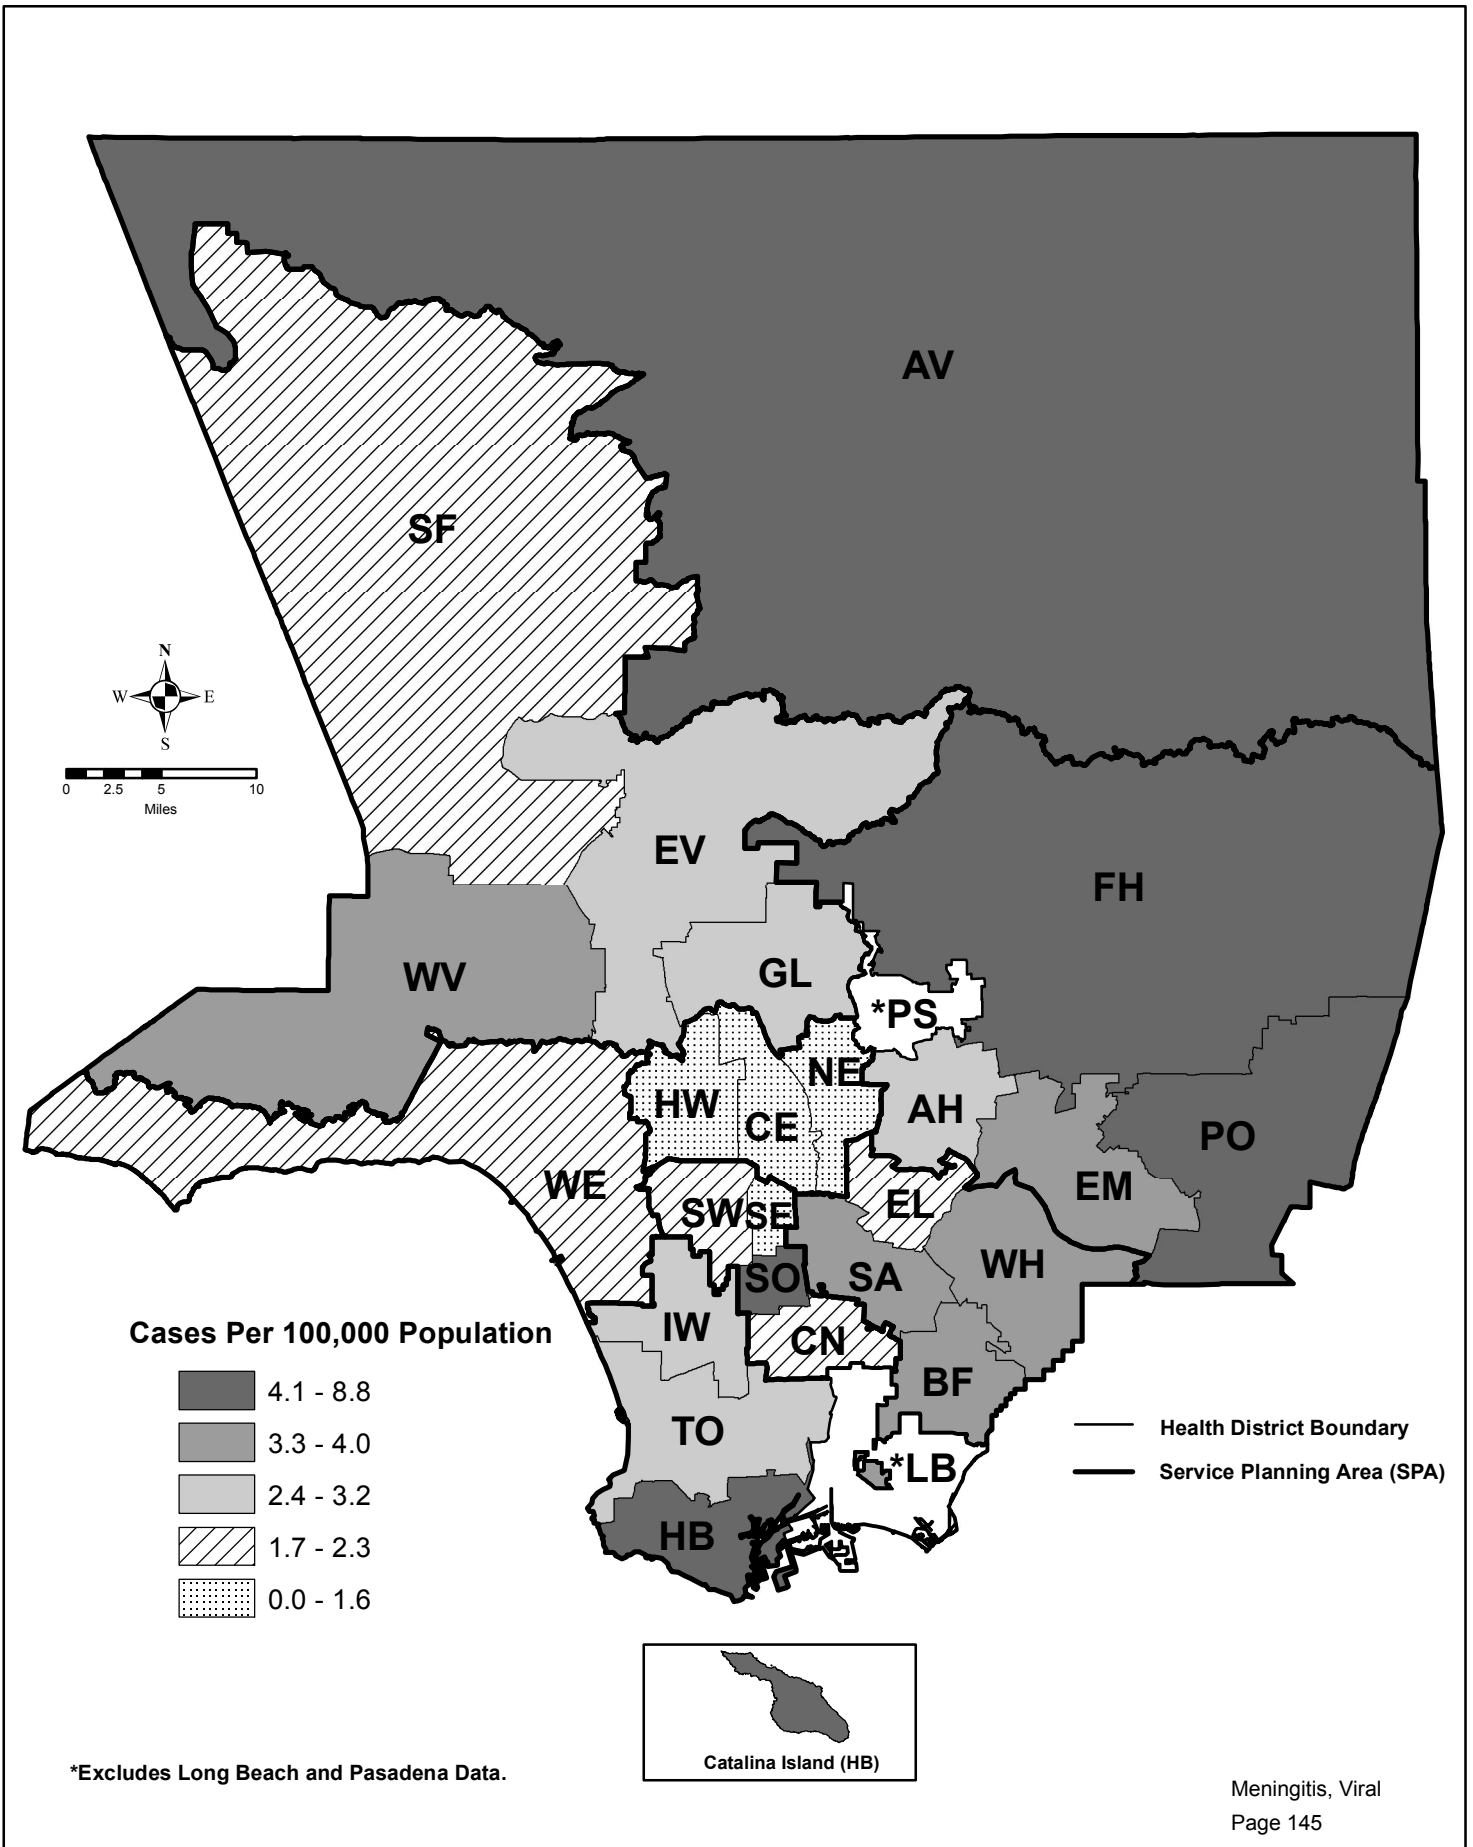 AV
SF
N
W E
S
0 2.5 5 10
Miles
EV
FH
WV
GL
*PS
NE
HW
AH
CE
PO
WE
EM
SW
SE
EL
WH
SO
SA
IW
CN
Cases Per 100,000 Population
BF
4.1 - 8.8
3.3 - 4.0
2.4 - 3.2
1.7 - 2.3
0.0 - 1.6
TO
*LB
HB
Health District Boundary
Service Planning Area (SPA)
Catalina Island (HB)
*Excludes Long Beach and Pasadena Data.
Meningitis, Viral
Page 145